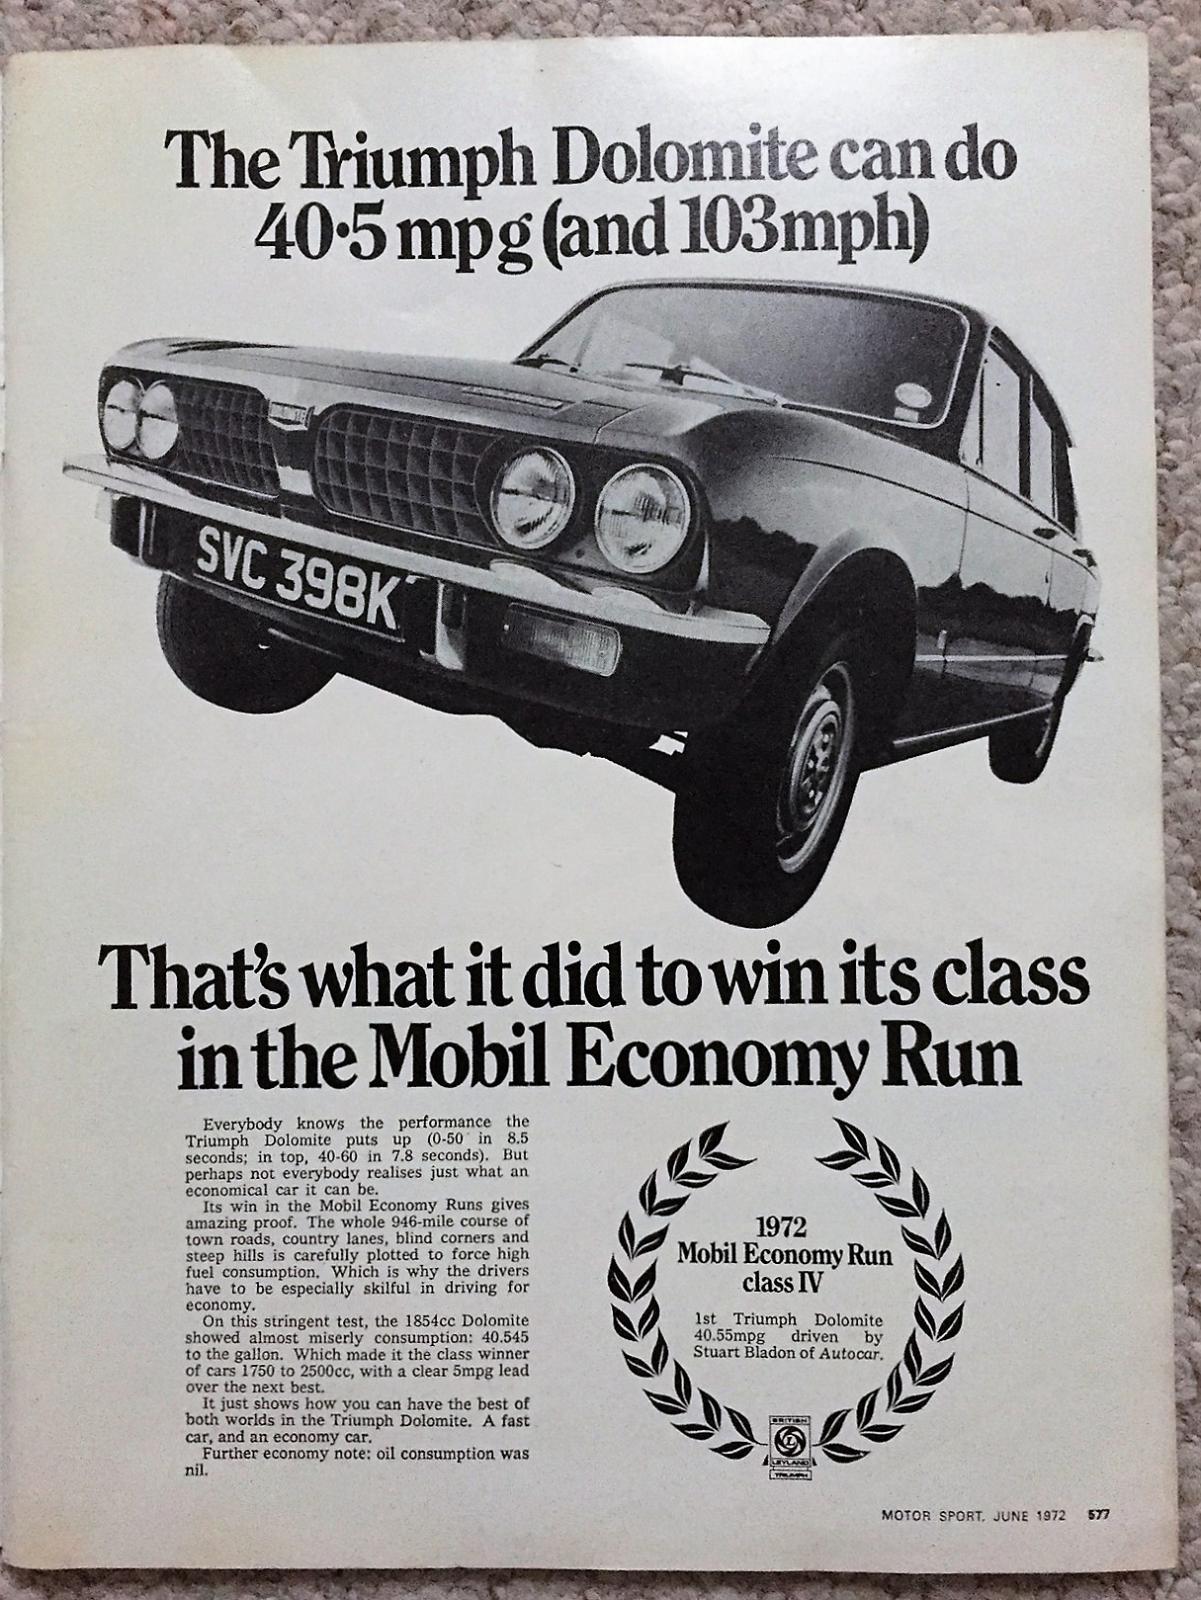 The Triumph Dolomite can do
40·5 mpg (and 103mph)
SVC 398K
That's what it did to win its class
in the Mobil Economy Run
Everybody knows the performance the
Triumph Dolomite puts up (0-50 in 8.5
seconds; in top, 40-60 in 7.8 seconds). But
perhaps not everybody realises just what an
economical car it can be.
Its win in the Mobil Economy Runs gives
amazing proof. The whole 946-mile course of
town roads, country lanes, blind corners and
steep hills is carefully plotted to force high
fuel consumption. Which is why the drivers
have to be especially skilful in driving for
economy.
On this stringent test, the 1854cc Dolomite
showed almost miserly consumption: 40.545
to the gallon. Which made it the class winner
of cars 1750 to 2500cc, with a clear 5mpg lead
over the next best.
It just shows how you can have the best of
both worlds in the Triumph Dolomite. A fast
car, and an economy car.
Further economy note: oil consumption was
nil.
1972
Mobil Economy Run
class IV
1st Triumph Dolomite
40.55mpg driven by
Stuart Bladon of Autocar.
BRITISH
L
LEYLAND
TRIUMPH
MOTOR SPORT, JUNE 1972 577